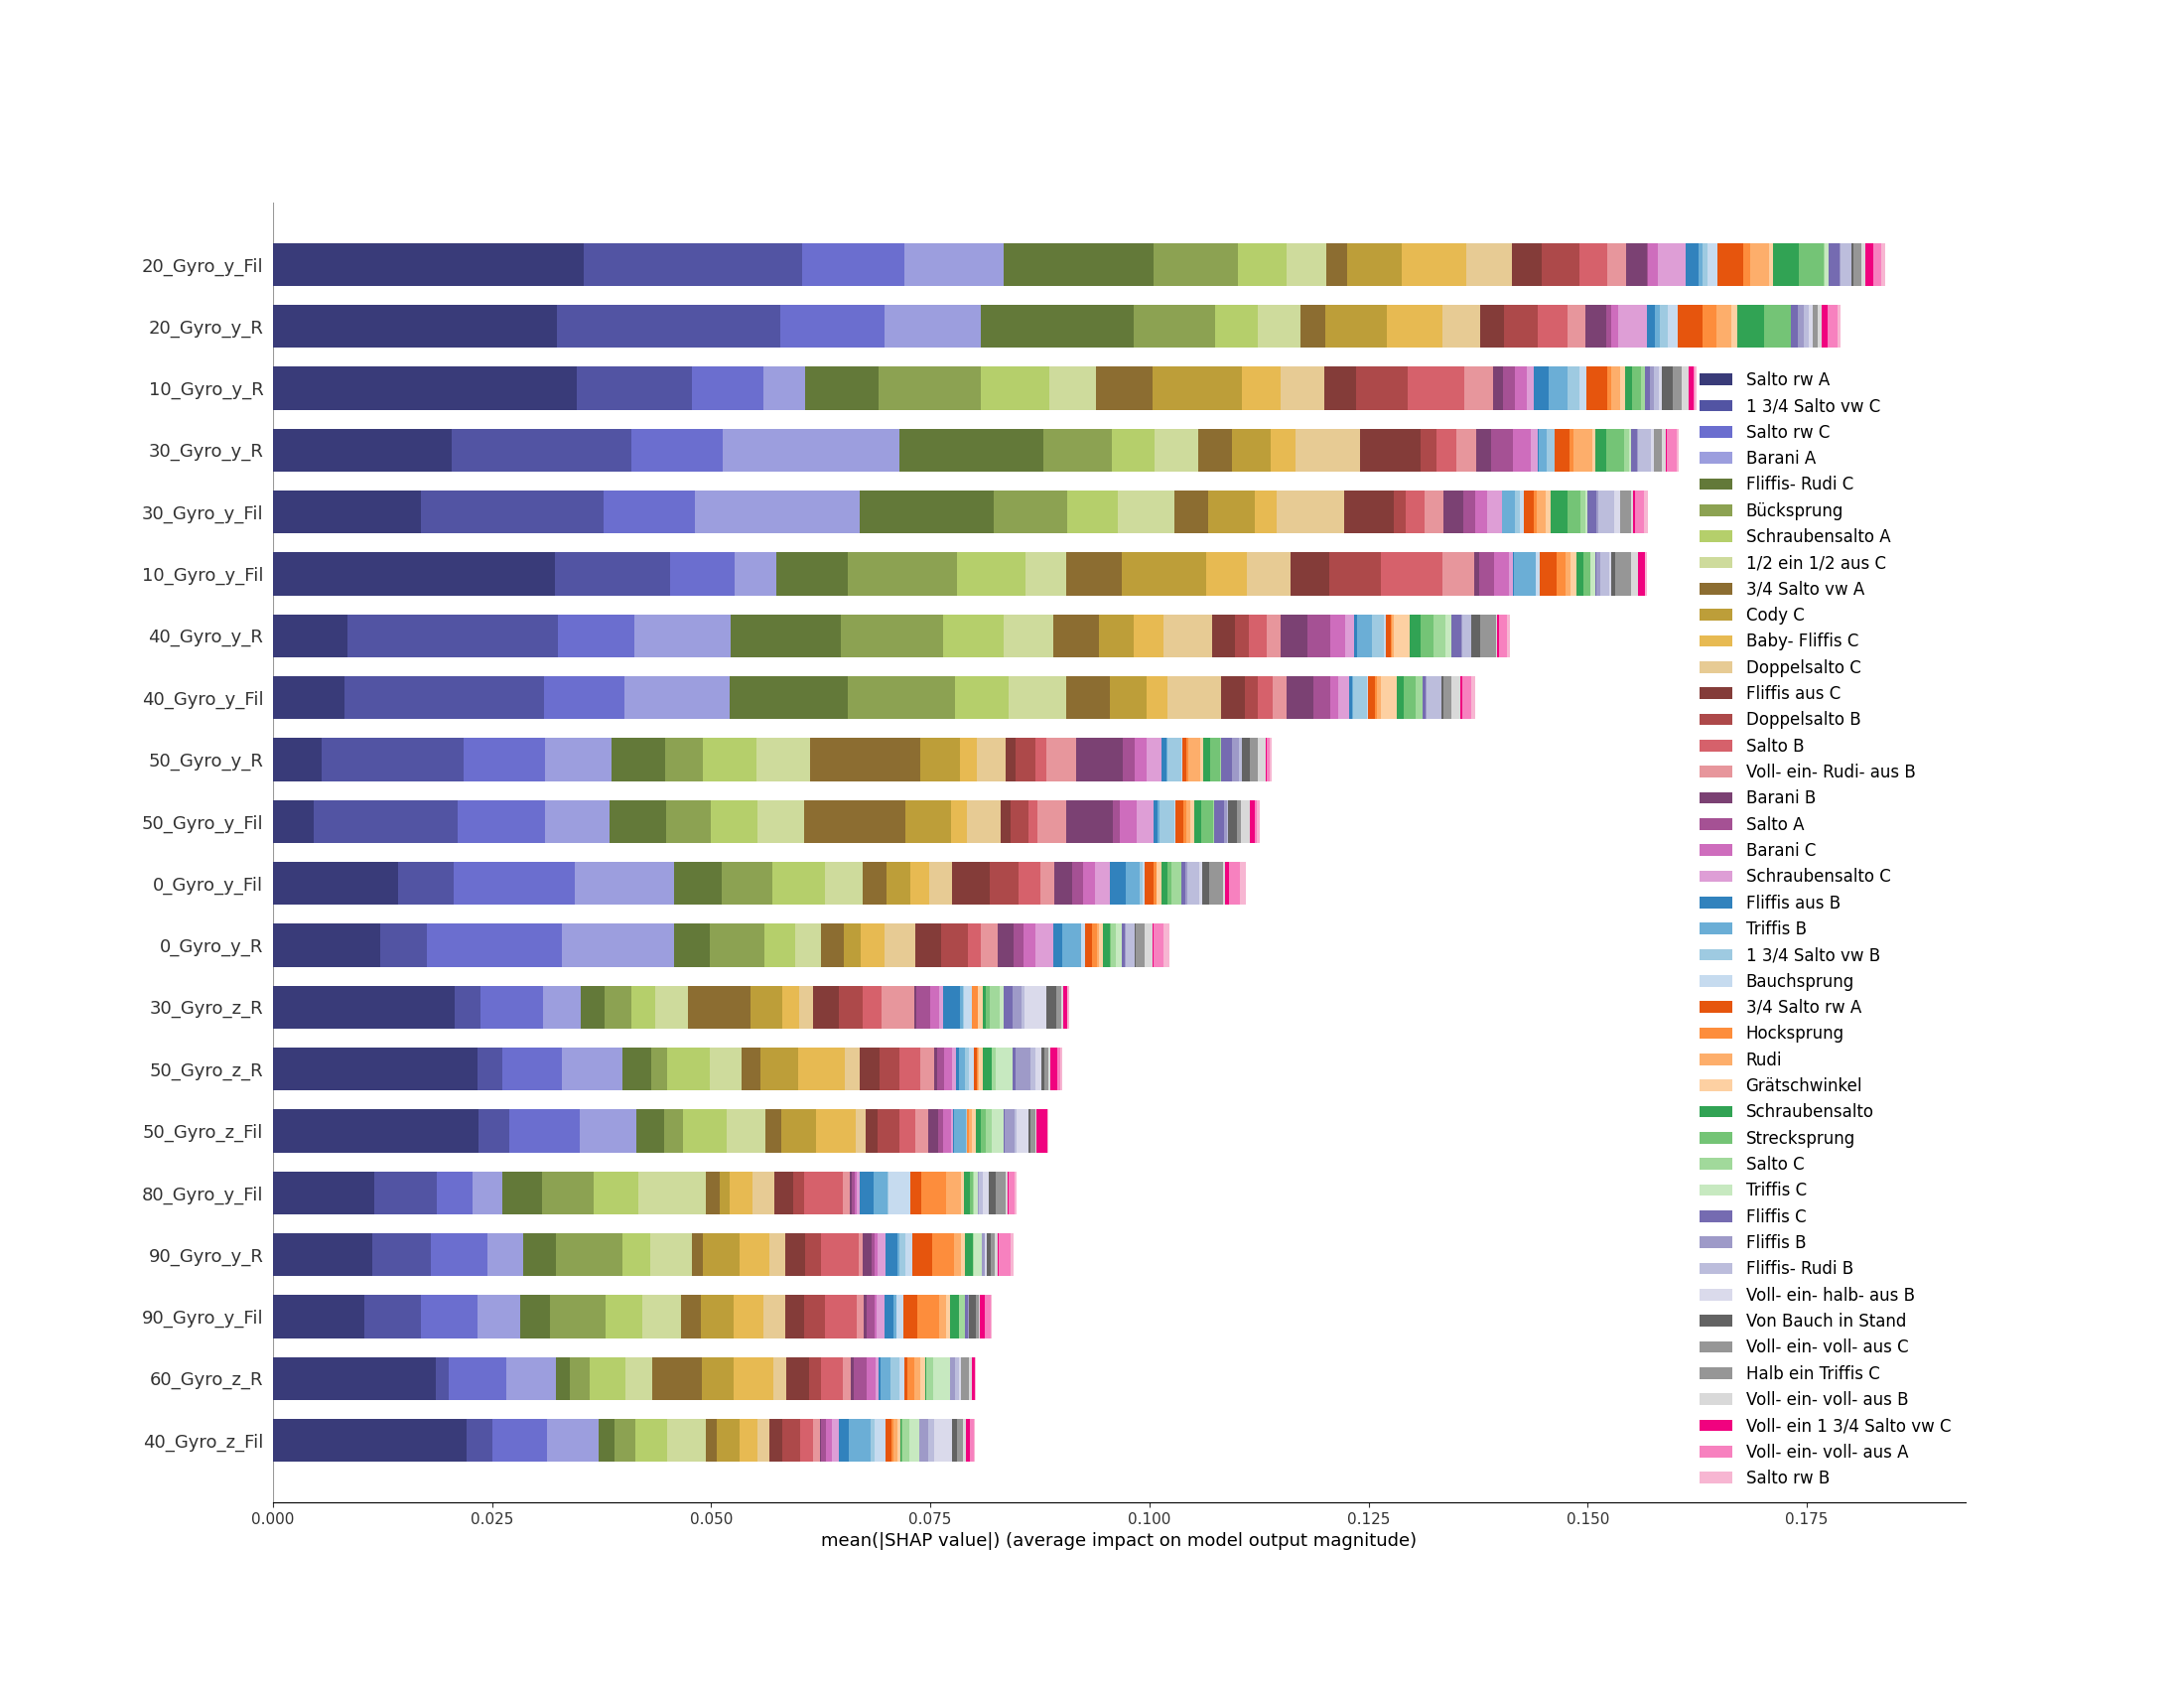 20_Gyro_y_Fil
20_Gyro_y_R
10_Gyro_y_R
30_Gyro_y_R
30_Gyro_y_Fil
10_Gyro_y_Fil
40_Gyro_y_R
40_Gyro_y_Fil
50_Gyro_y_R
50_Gyro_y_Fil
0_Gyro_y_Fil
0_Gyro_y_R
30_Gyro_z_R
50_Gyro_z_R
50_Gyro_z_Fil
80_Gyro_y_Fil
90_Gyro_y_R
90_Gyro_y_Fil
60_Gyro_z_R
40_Gyro_z_Fil
Salto rw A
1 3/4 Salto vw C
Salto rw C
Barani A
Fliffis- Rudi C
Bücksprung
Schraubensalto A
1/2 ein 1/2 aus C
3/4 Salto vw A
Cody C
Baby- Fliffis C
Doppelsalto C
Fliffis aus C
Doppelsalto B
Salto B
Voll- ein- Rudi- aus B
Barani B
Salto A
Barani C
Schraubensalto C
Fliffis aus B
Triffis B
1 3/4 Salto vw B
Bauchsprung
3/4 Salto rw A
Hocksprung
Rudi
Grätschwinkel
Schraubensalto
Strecksprung
Salto C
Triffis C
Fliffis C
Fliffis B
Fliffis- Rudi B
Voll- ein- halb- aus B
Von Bauch in Stand
Voll- ein- voll- aus C
Halb ein Triffis C
Voll- ein- voll- aus B
Voll- ein 1 3/4 Salto vw C
Voll- ein- voll- aus A
Salto rw B
0.000 0.025 0.050 0.075 0.100 0.125 0.150 0.175
mean(|SHAP value|) (average impact on model output magnitude)